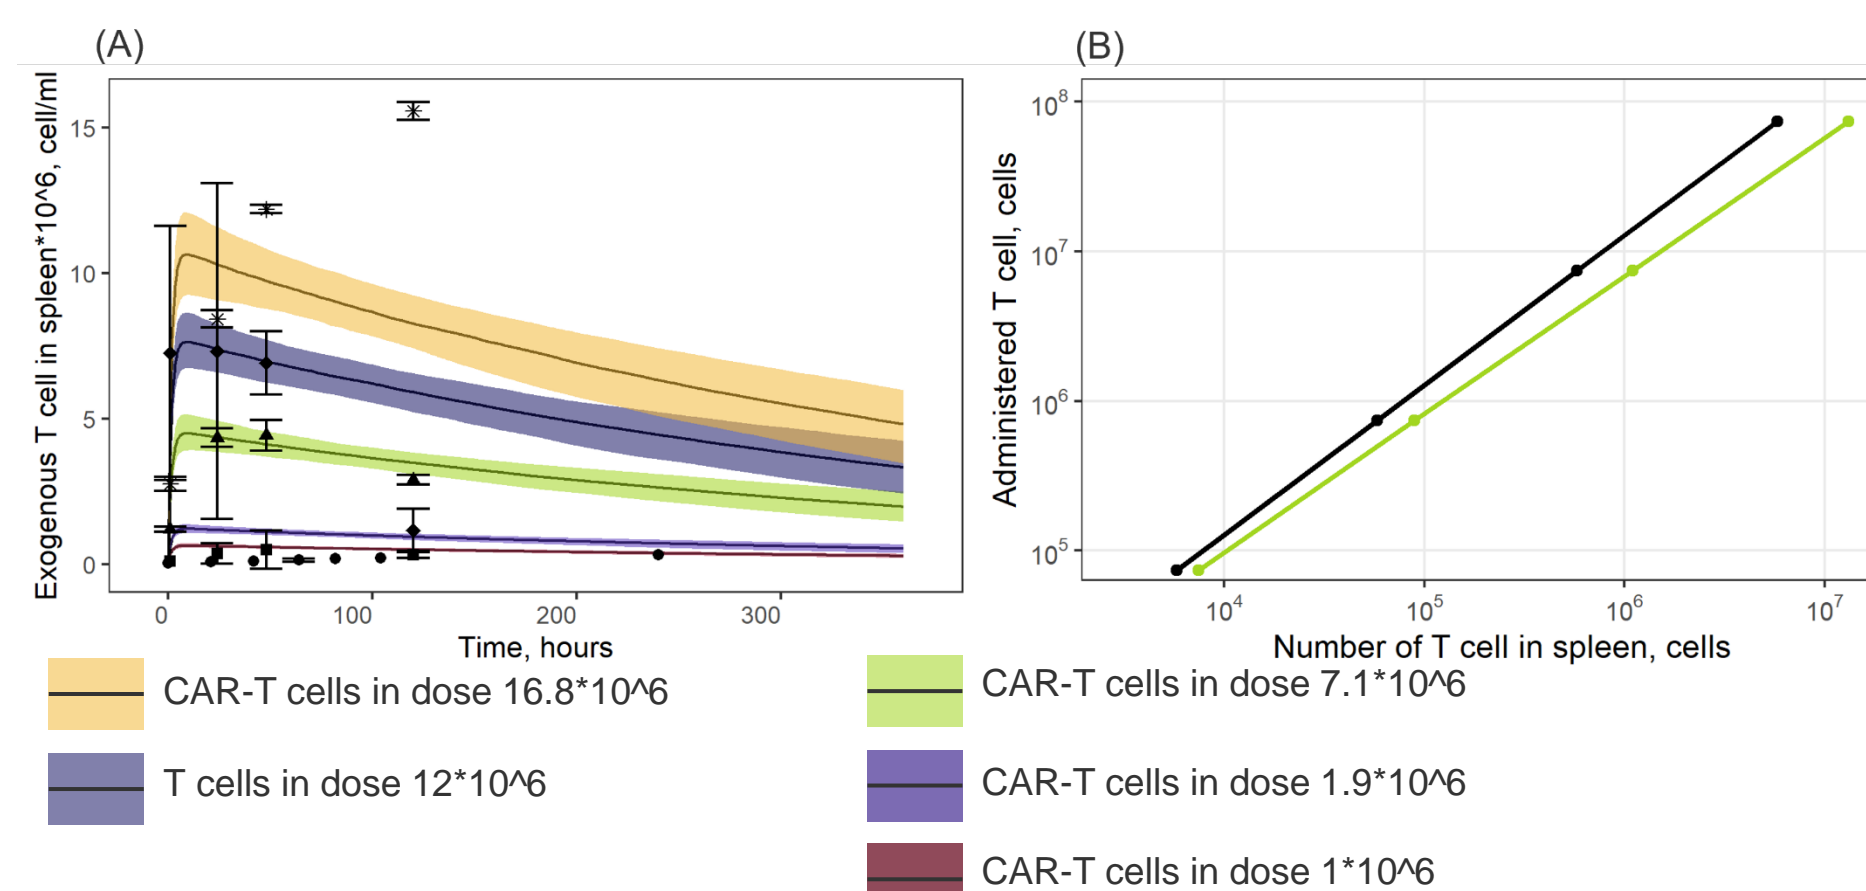 (A)
(B)
Exogenous T cell in spleen*10^6, cell/ml
15
10
5
0
0
100
200
300
Time, hours
Administered T cell, cells
10^8
10^7
10^6
10^5
10^4
10^5
10^6
10^7
Number of T cell in spleen, cells
CAR-T cells in dose 16.8*10^6
T cells in dose 12*10^6
CAR-T cells in dose 7.1*10^6
CAR-T cells in dose 1.9*10^6
CAR-T cells in dose 1*10^6